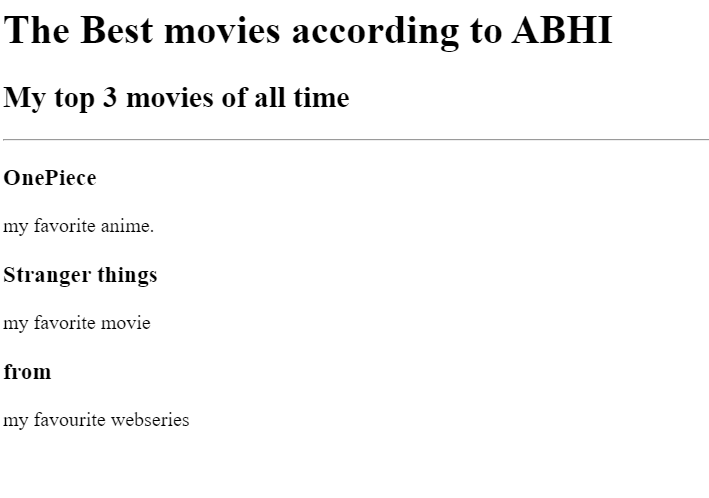 The Best movies according to ABHI
My top 3 movies of all time
OnePiece
my favorite anime.
Stranger things
my favorite movie
from
my favourite webseries